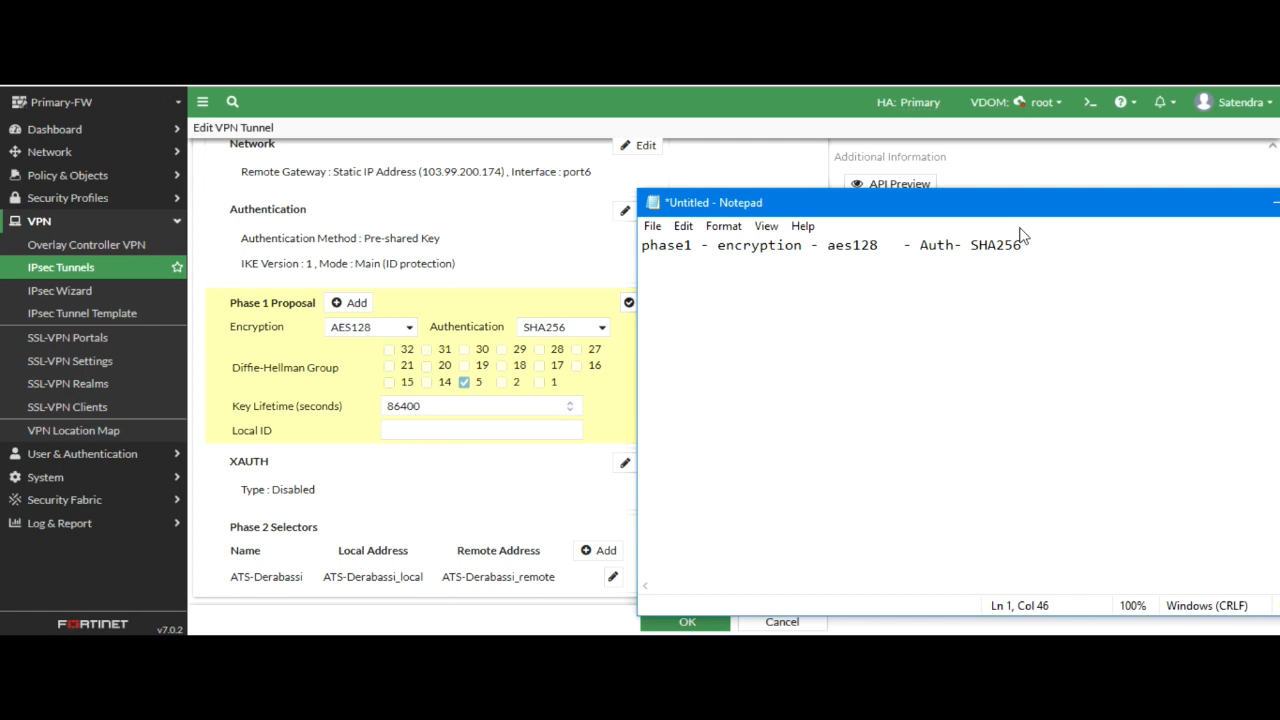 Primary-FW
HA: Primary
VDOM: root
Satendra
Dashboard
Network
Policy & Objects
Security Profiles
VPN
Overlay Controller VPN
IPsec Tunnels
IPsec Wizard
IPsec Tunnel Template
SSL-VPN Portals
SSL-VPN Settings
SSL-VPN Realms
SSL-VPN Clients
VPN Location Map
User & Authentication
System
Security Fabric
Log & Report
FORTINET
v7.0.2
Edit VPN Tunnel
Network
Edit
Remote Gateway : Static IP Address (103.99.200.174) , Interface : port6
Authentication
Authentication Method : Pre-shared Key
IKE Version : 1 , Mode : Main (ID protection)
Phase 1 Proposal Add
Encryption AES128 Authentication SHA256
Diffie-Hellman Group
32 31 30 29 28 27
21 20 19 18 17 16
15 14 5 2 1
Key Lifetime (seconds) 86400
Local ID
XAUTH
Type : Disabled
Phase 2 Selectors
Name Local Address Remote Address Add
ATS-Derabassi ATS-Derabassi_local ATS-Derabassi_remote
OK Cancel
Additional Information
API Preview
*Untitled - Notepad
File Edit Format View Help
phase1 - encryption - aes128 - Auth- SHA256
Ln 1, Col 46 100% Windows (CRLF)